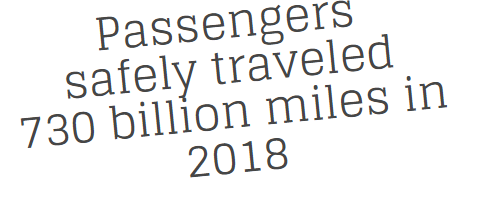 Passengers
safely traveled
730 billion miles in
2018